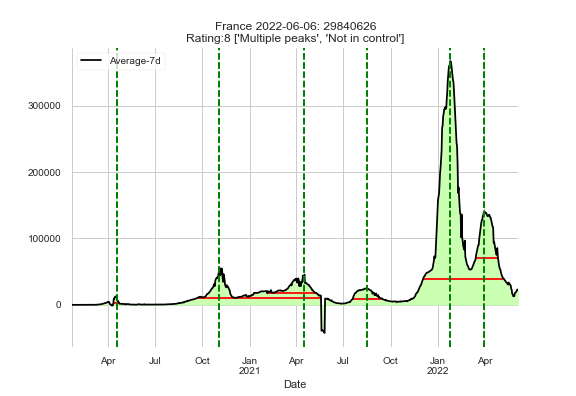 France 2022-06-06: 29840626
Rating:8 ['Multiple peaks', 'Not in control']
Average-7d
300000
200000
100000
0
Apr Jul Oct Jan Apr Jul Oct Jan Apr
2021 2022
Date